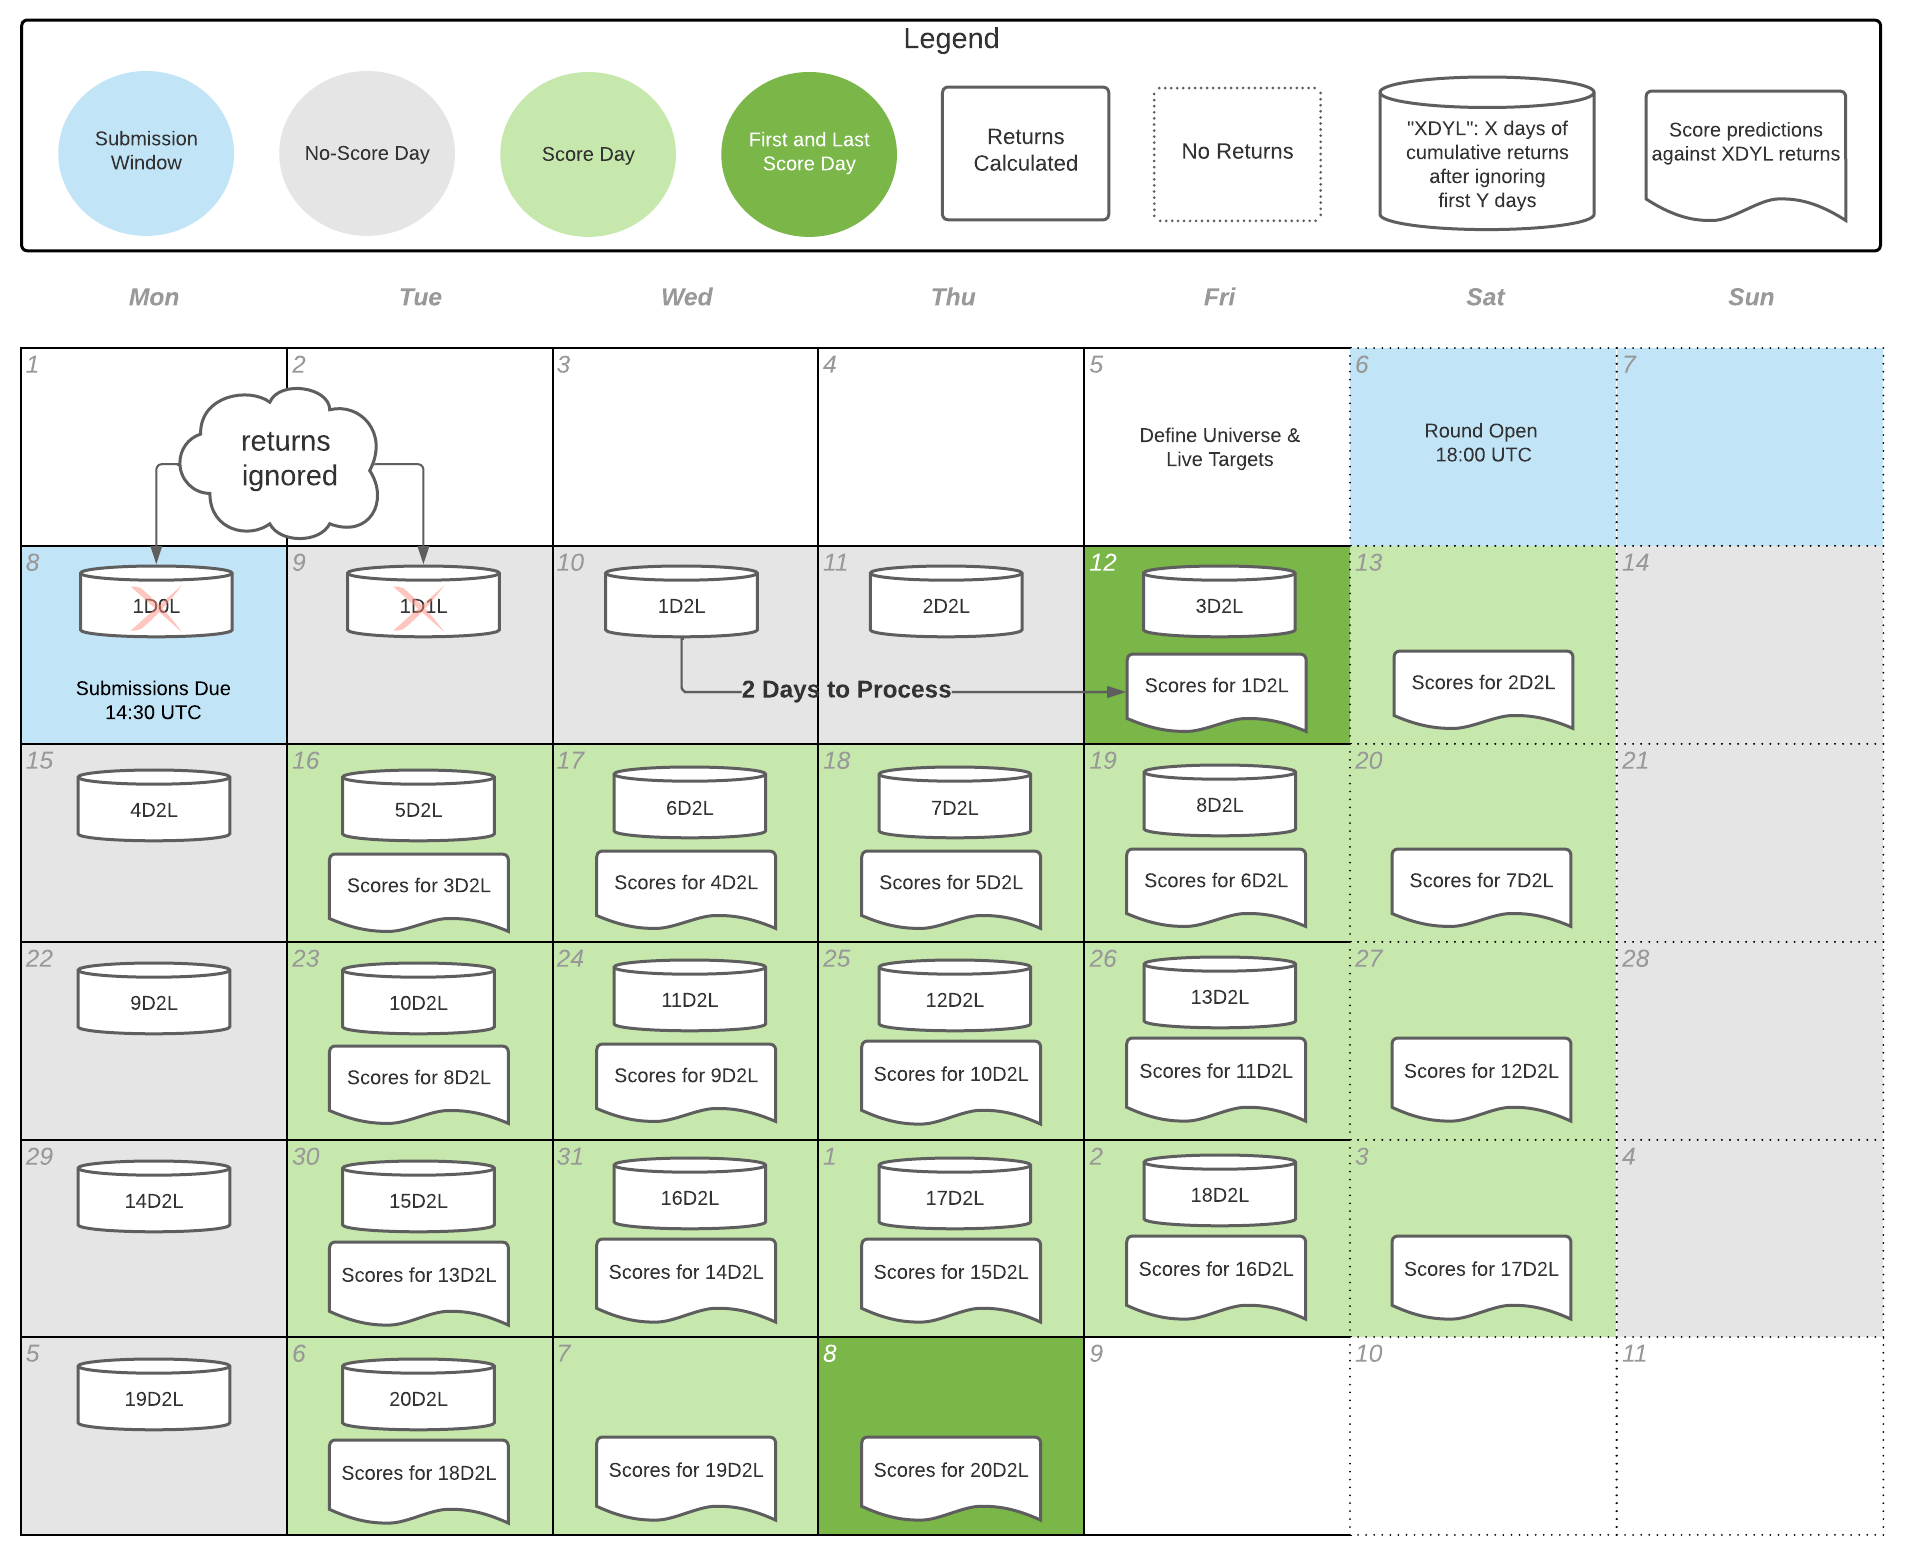 Legend
Submission
Window
No-Score Day
Score Day
First and Last
Score Day
Returns
Calculated
No Returns
"XDYL": X days of
cumulative returns
after ignoring
first Y days
Score predictions
against XDYL returns
Mon
Tue
Wed
Thu
Fri
Sat
Sun
1
2
3
4
5
6
7
returns
ignored
Define Universe &
Live Targets
Round Open
18:00 UTC
8
1D0L
Submissions Due
14:30 UTC
9
1D1L
10
1D2L
11
2D2L
2 Days to Process
12
3D2L
Scores for 1D2L
13
Scores for 2D2L
14
15
4D2L
16
5D2L
Scores for 3D2L
17
6D2L
Scores for 4D2L
18
7D2L
Scores for 5D2L
19
8D2L
Scores for 6D2L
20
Scores for 7D2L
21
22
9D2L
23
10D2L
Scores for 8D2L
24
11D2L
Scores for 9D2L
25
12D2L
Scores for 10D2L
26
13D2L
Scores for 11D2L
27
Scores for 12D2L
28
29
14D2L
30
15D2L
Scores for 13D2L
31
16D2L
Scores for 14D2L
1
17D2L
Scores for 15D2L
2
18D2L
Scores for 16D2L
3
Scores for 17D2L
4
5
19D2L
6
20D2L
Scores for 18D2L
7
Scores for 19D2L
8
Scores for 20D2L
9
10
11